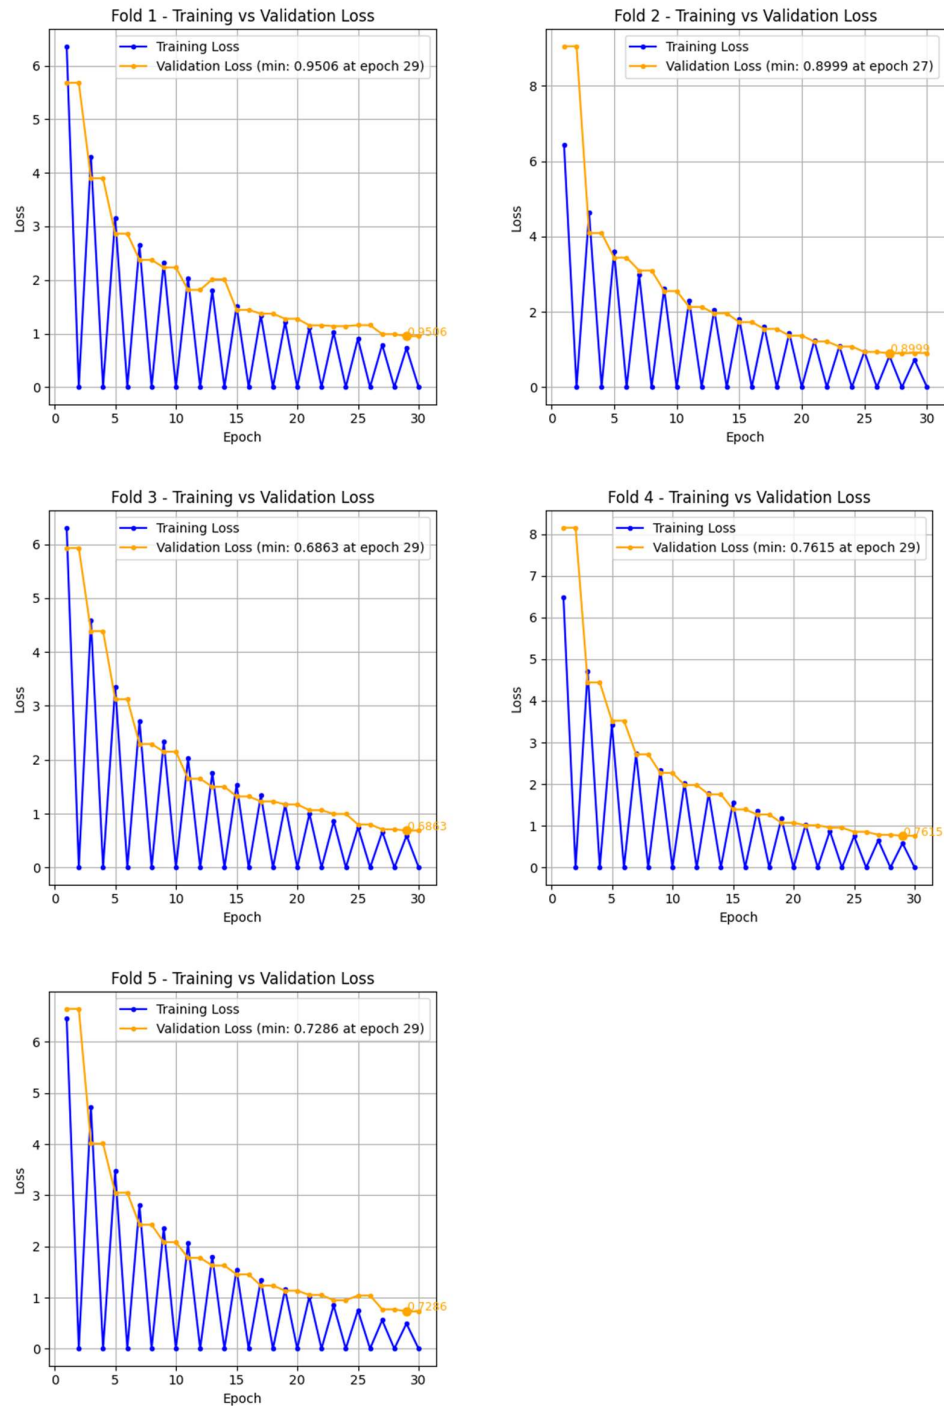 Fold 1 - Training vs Validation Loss
Training Loss
Validation Loss (min: 0.9506 at epoch 29)
6
5
4
3
2
1
0
0.9506
Loss
0 5 10 15 20 25 30
Epoch
Fold 2 - Training vs Validation Loss
Training Loss
Validation Loss (min: 0.8999 at epoch 27)
8
6
4
2
0
0.8999
Loss
0 5 10 15 20 25 30
Epoch
Fold 3 - Training vs Validation Loss
Training Loss
Validation Loss (min: 0.6863 at epoch 29)
6
5
4
3
2
1
0
0.6863
Loss
0 5 10 15 20 25 30
Epoch
Fold 4 - Training vs Validation Loss
Training Loss
Validation Loss (min: 0.7615 at epoch 29)
8
7
6
5
4
3
2
1
0
0.7615
Loss
0 5 10 15 20 25 30
Epoch
Fold 5 - Training vs Validation Loss
Training Loss
Validation Loss (min: 0.7286 at epoch 29)
6
5
4
3
2
1
0
0.7286
Loss
0 5 10 15 20 25 30
Epoch